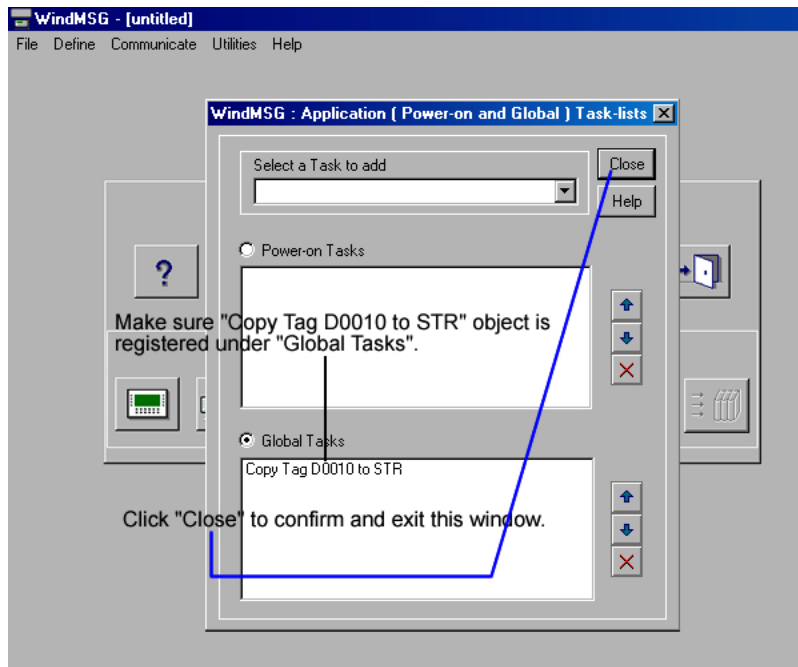 WindMSG - [untitled]
File Define Communicate Utilities Help
WindMSG : Application ( Power-on and Global ) Task-lists
Select a Task to add
Close
Help
Power-on Tasks
?
Make sure "Copy Tag D0010 to STR" object is
registered under "Global Tasks".
Global Tasks
Copy Tag D0010 to STR
Click "Close" to confirm and exit this window.